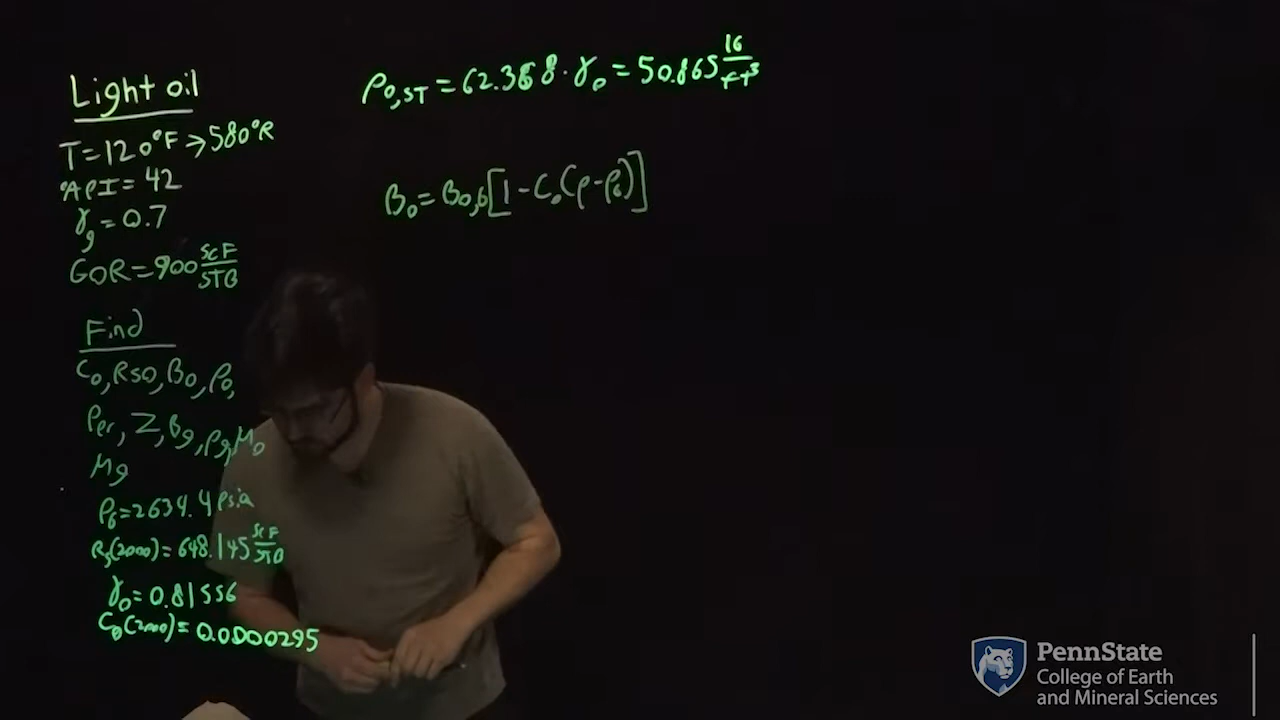 Light oil
T=120°F→580°R
°API=42
γg=0.7
GOR=900 SCF/STB
Find
Co, Rso, Bo, ρo,
Per, Z, Bg, ρg, μo
μg
Pb=2634.4 psia
Rs(2000)=648.145 SCF/STB
γo=0.81556
Co(2000)=0.0000295
ρo,ST=62.368·γo=50.865 lb/ft³
Bo=Bo,b[1-Co(p-pb)]
PennState
College of Earth
and Mineral Sciences